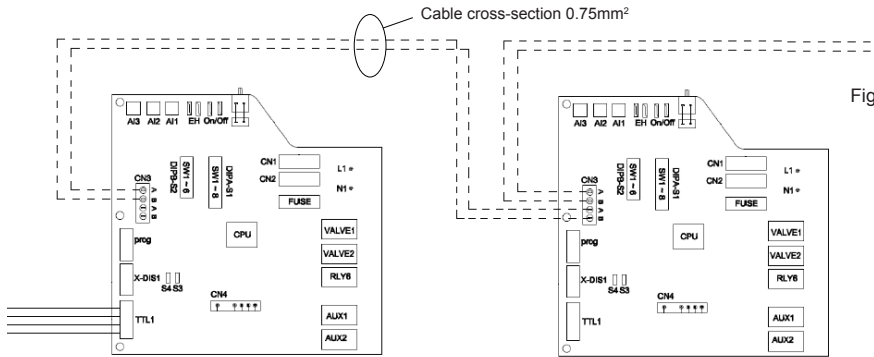 Cable cross-section 0.75mm²
Fig
AI3 AI2 AI1 EH On/Off
CN3
A
B
A
B
DIPB-S2
SW1 ~ 6
SW1 ~ 8
DIPA-S1
CN1
CN2
FUSE
L1
N1
prog
CPU
VALVE1
VALVE2
X-DIS1
S4 S3
RLY6
CN4
TTL1
AUX1
AUX2
AI3 AI2 AI1 EH On/Off
CN3
A
B
A
B
DIPB-S2
SW1 ~ 6
SW1 ~ 8
DIPA-S1
CN1
CN2
FUSE
L1
N1
prog
CPU
VALVE1
VALVE2
X-DIS1
S4 S3
RLY6
CN4
TTL1
AUX1
AUX2